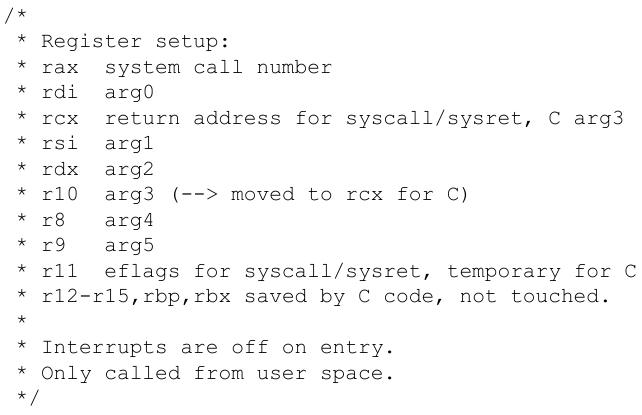 /*
 * Register setup:
 * rax  system call number
 * rdi  arg0
 * rcx  return address for syscall/sysret, C arg3
 * rsi  arg1
 * rdx  arg2
 * r10  arg3 (--> moved to rcx for C)
 * r8   arg4
 * r9   arg5
 * r11  eflags for syscall/sysret, temporary for C
 * r12-r15,rbp,rbx saved by C code, not touched.
 *
 * Interrupts are off on entry.
 * Only called from user space.
 */